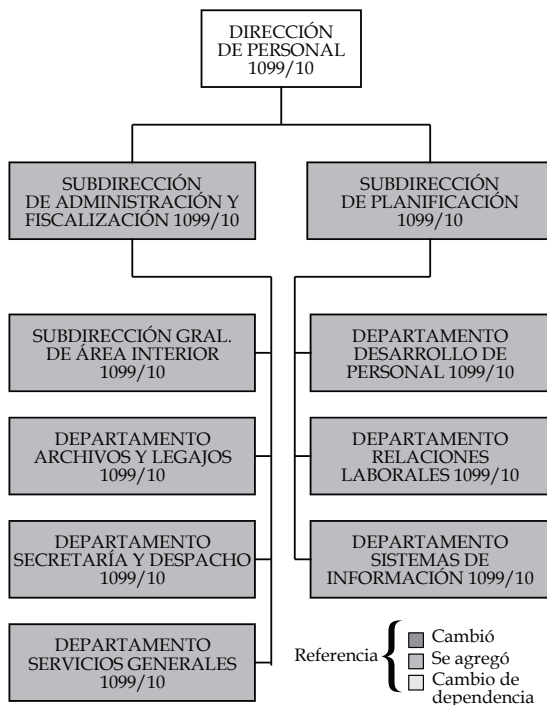 DIRECCIÓN
DE PERSONAL
1099/10
SUBDIRECCIÓN
DE ADMINISTRACIÓN Y
FISCALIZACIÓN 1099/10
SUBDIRECCIÓN
DE PLANIFICACIÓN
1099/10
SUBDIRECCIÓN GRAL.
DE ÁREA INTERIOR
1099/10
DEPARTAMENTO
ARCHIVOS Y LEGAJOS
1099/10
DEPARTAMENTO
SECRETARÍA Y DESPACHO
1099/10
DEPARTAMENTO
SERVICIOS GENERALES
1099/10
DEPARTAMENTO
DESARROLLO DE
PERSONAL 1099/10
DEPARTAMENTO
RELACIONES
LABORALES 1099/10
DEPARTAMENTO
SISTEMAS DE
INFORMACIÓN 1099/10
Referencia
Cambió
Se agregó
Cambio de
dependencia